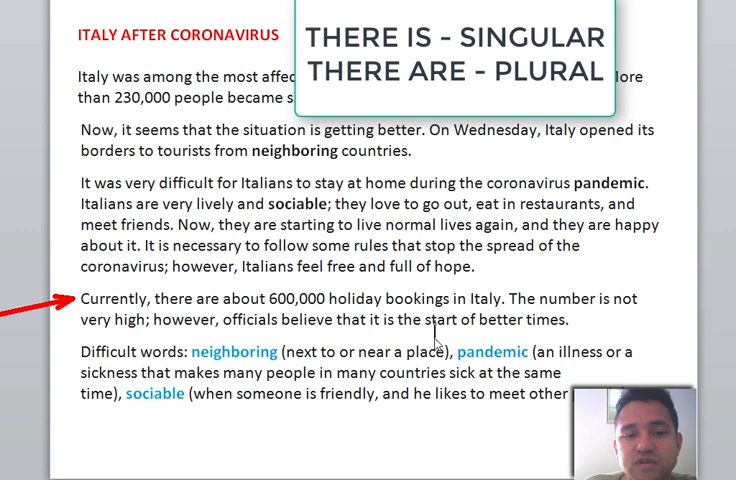 THERE IS - SINGULAR
THERE ARE - PLURAL
ITALY AFTER CORONAVIRUS
Italy was among the most affec
than 230,000 people became s
Now, it seems that the situation is getting better. On Wednesday, Italy opened its
borders to tourists from neighboring countries.
It was very difficult for Italians to stay at home during the coronavirus pandemic.
Italians are very lively and sociable; they love to go out, eat in restaurants, and
meet friends. Now, they are starting to live normal lives again, and they are happy
about it. It is necessary to follow some rules that stop the spread of the
coronavirus; however, Italians feel free and full of hope.
Currently, there are about 600,000 holiday bookings in Italy. The number is not
very high; however, officials believe that it is the start of better times.
Difficult words: neighboring (next to or near a place), pandemic (an illness or a
sickness that makes many people in many countries sick at the same
time), sociable (when someone is friendly, and he likes to meet other